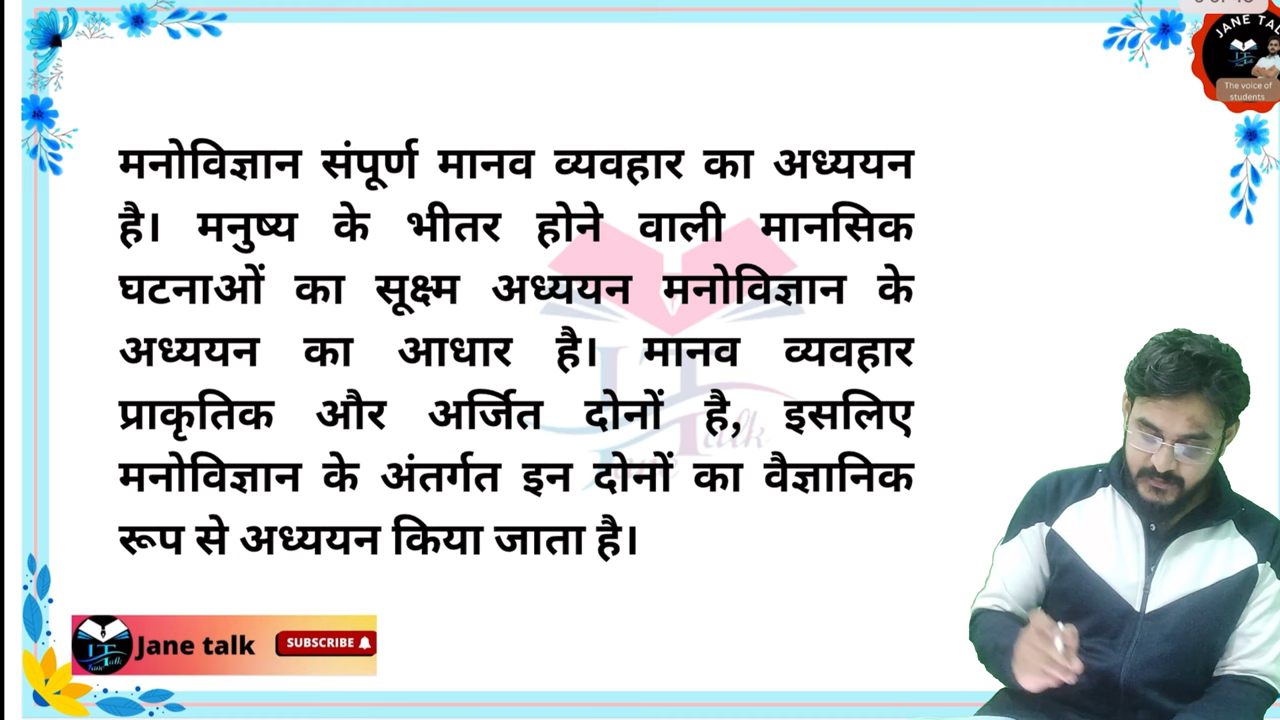 JANE TAL
The voice of
students
मनोविज्ञान संपूर्ण मानव व्यवहार का अध्ययन
है। मनुष्य के भीतर होने वाली मानसिक
घटनाओं का सूक्ष्म अध्ययन मनोविज्ञान के
अध्ययन का आधार है। मानव व्यवहार
प्राकृतिक और अर्जित दोनों है, इसलिए
मनोविज्ञान के अंतर्गत इन दोनों का वैज्ञानिक
रूप से अध्ययन किया जाता है।
Jane talk
SUBSCRIBE